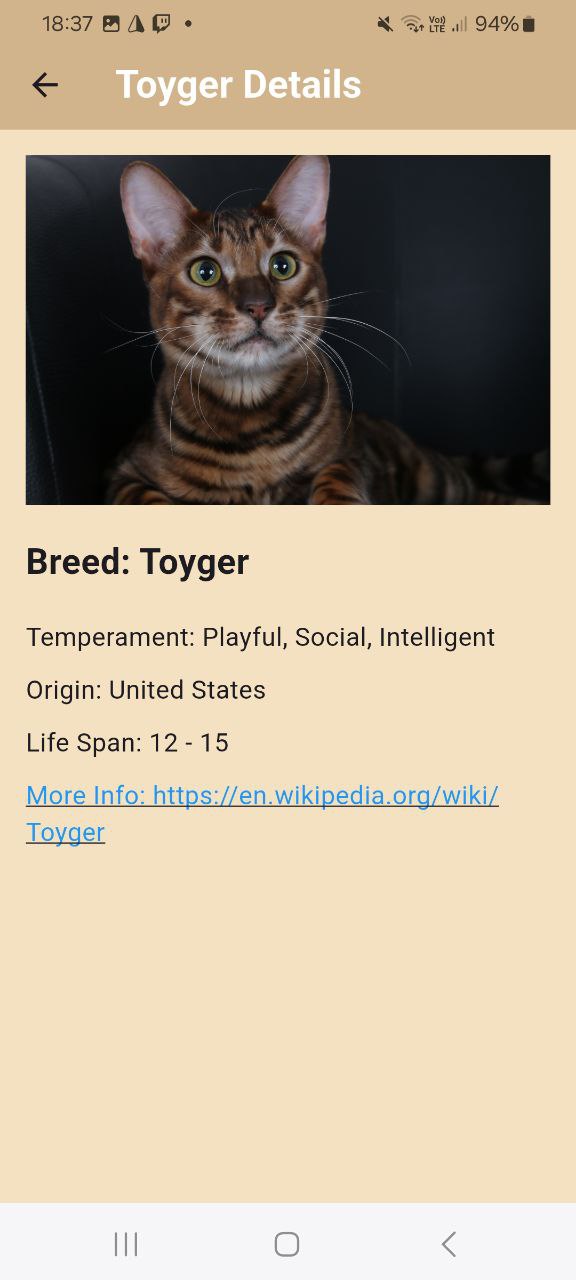 18:37
Vo))
LTE
94%
Toyger Details
Breed: Toyger
Temperament: Playful, Social, Intelligent
Origin: United States
Life Span: 12 - 15
More Info: https://en.wikipedia.org/wiki/
Toyger